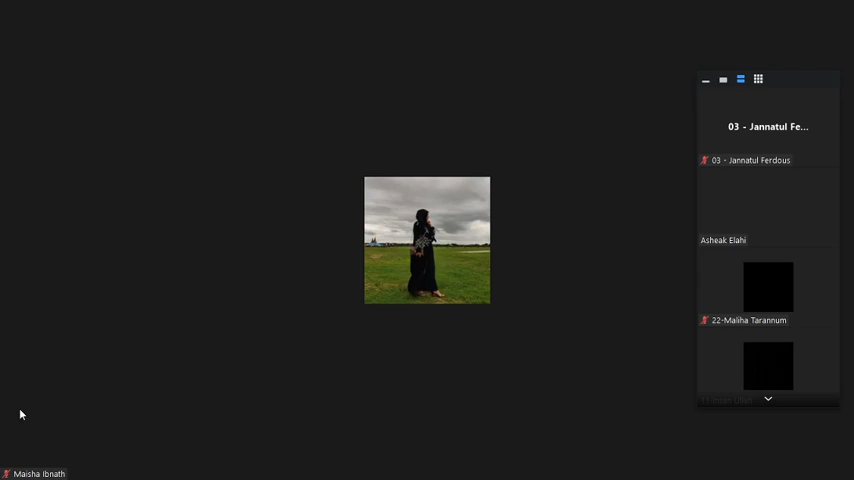 03 - Jannatul Fe...
03 - Jannatul Ferdous
Asheak Elahi
22-Maliha Tarannum
Maisha Ibnath